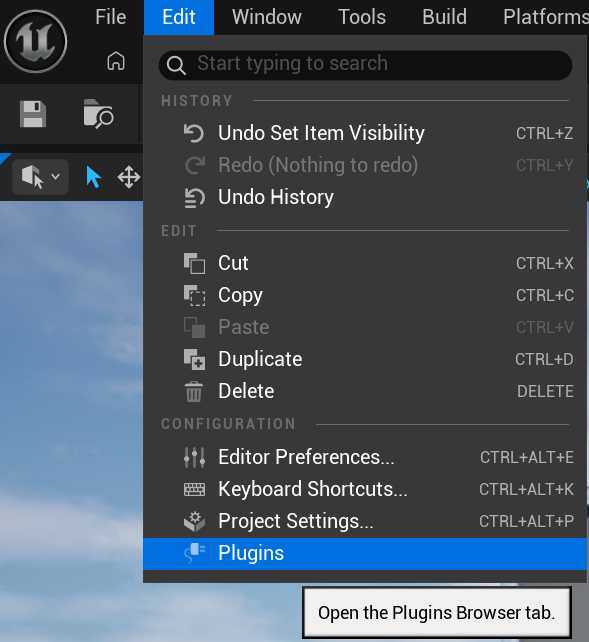 File Edit Window Tools Build Platforms
Start typing to search
HISTORY
Undo Set Item Visibility CTRL+Z
Redo (Nothing to redo) CTRL+Y
Undo History
EDIT
Cut CTRL+X
Copy CTRL+C
Paste CTRL+V
Duplicate CTRL+D
Delete DELETE
CONFIGURATION
Editor Preferences... CTRL+ALT+E
Keyboard Shortcuts... CTRL+ALT+K
Project Settings... CTRL+ALT+P
Plugins
Open the Plugins Browser tab.